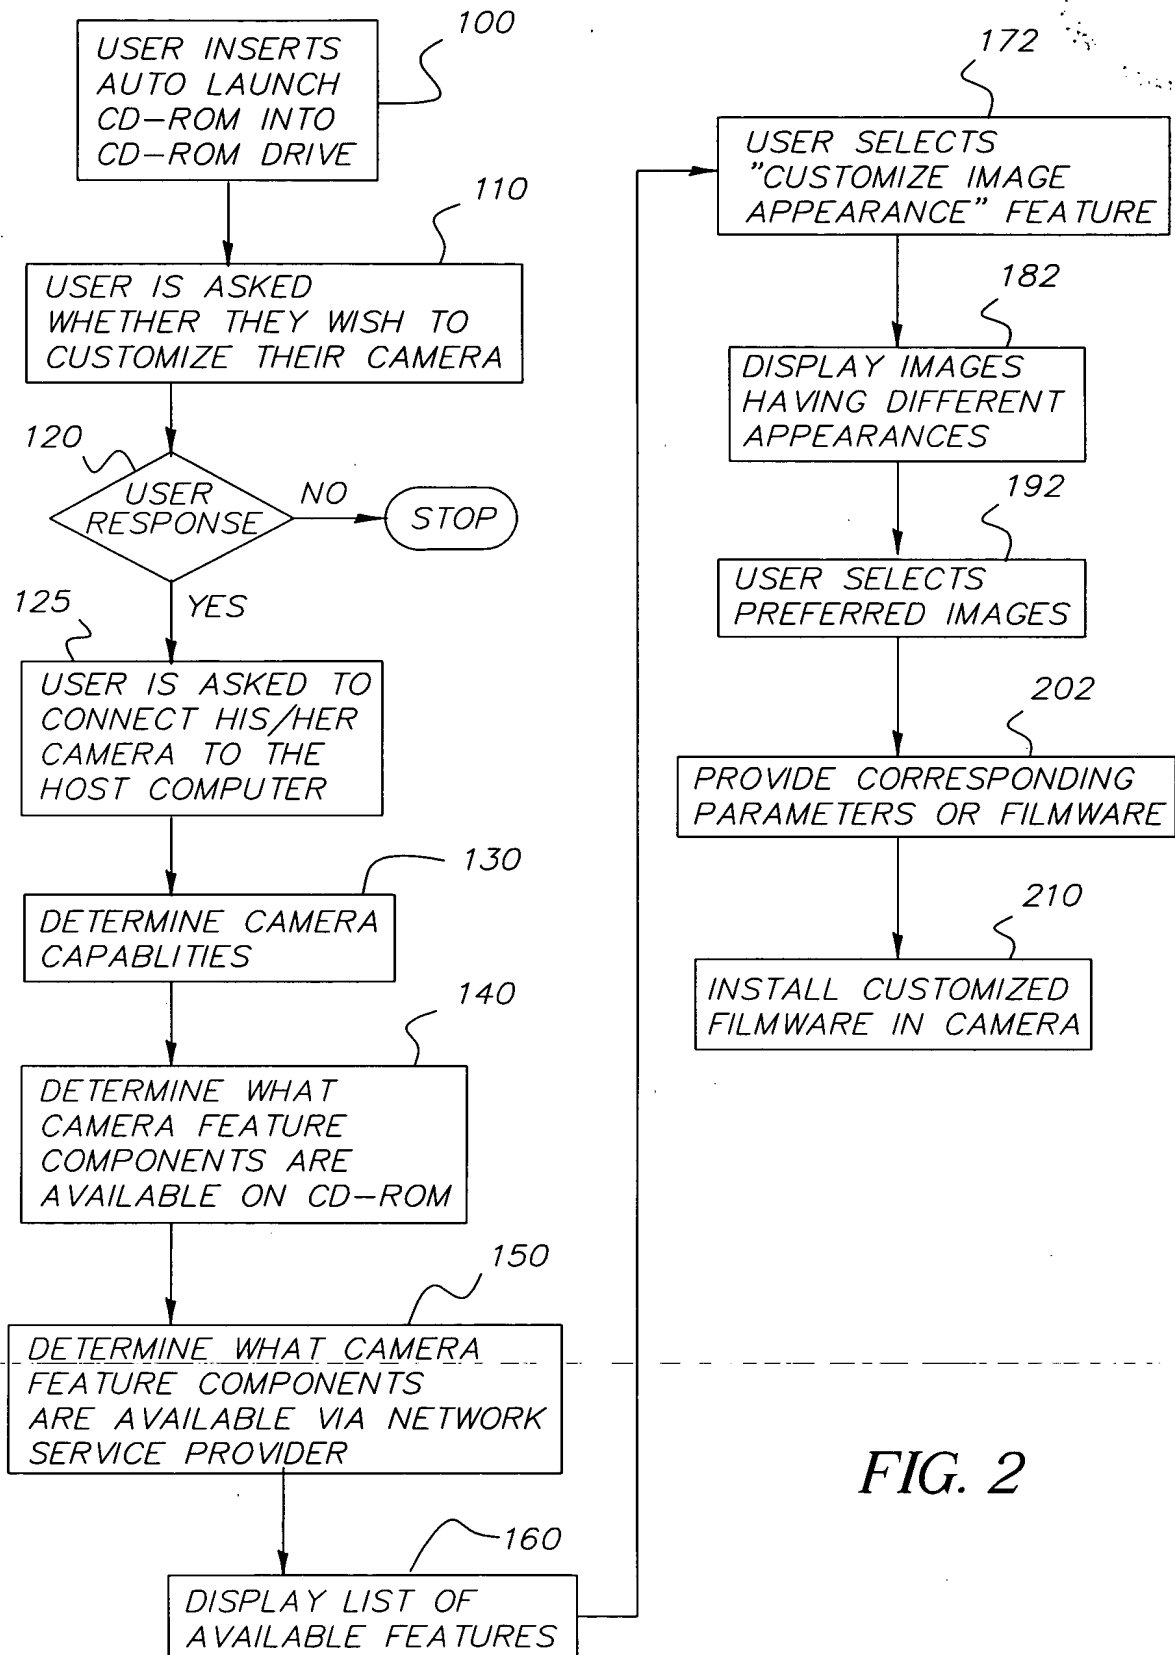 100
USER INSERTS
AUTO LAUNCH
CD-ROM INTO
CD-ROM DRIVE
110
USER IS ASKED
WHETHER THEY WISH TO
CUSTOMIZE THEIR CAMERA
120
USER
RESPONSE
NO
STOP
YES
125
USER IS ASKED TO
CONNECT HIS/HER
CAMERA TO THE
HOST COMPUTER
130
DETERMINE CAMERA
CAPABLITIES
140
DETERMINE WHAT
CAMERA FEATURE
COMPONENTS ARE
AVAILABLE ON CD-ROM
150
DETERMINE WHAT CAMERA
FEATURE COMPONENTS
ARE AVAILABLE VIA NETWORK
SERVICE PROVIDER
160
DISPLAY LIST OF
AVAILABLE FEATURES
172
USER SELECTS
"CUSTOMIZE IMAGE
APPEARANCE" FEATURE
182
DISPLAY IMAGES
HAVING DIFFERENT
APPEARANCES
192
USER SELECTS
PREFERRED IMAGES
202
PROVIDE CORRESPONDING
PARAMETERS OR FILMWARE
210
INSTALL CUSTOMIZED
FILMWARE IN CAMERA
FIG. 2